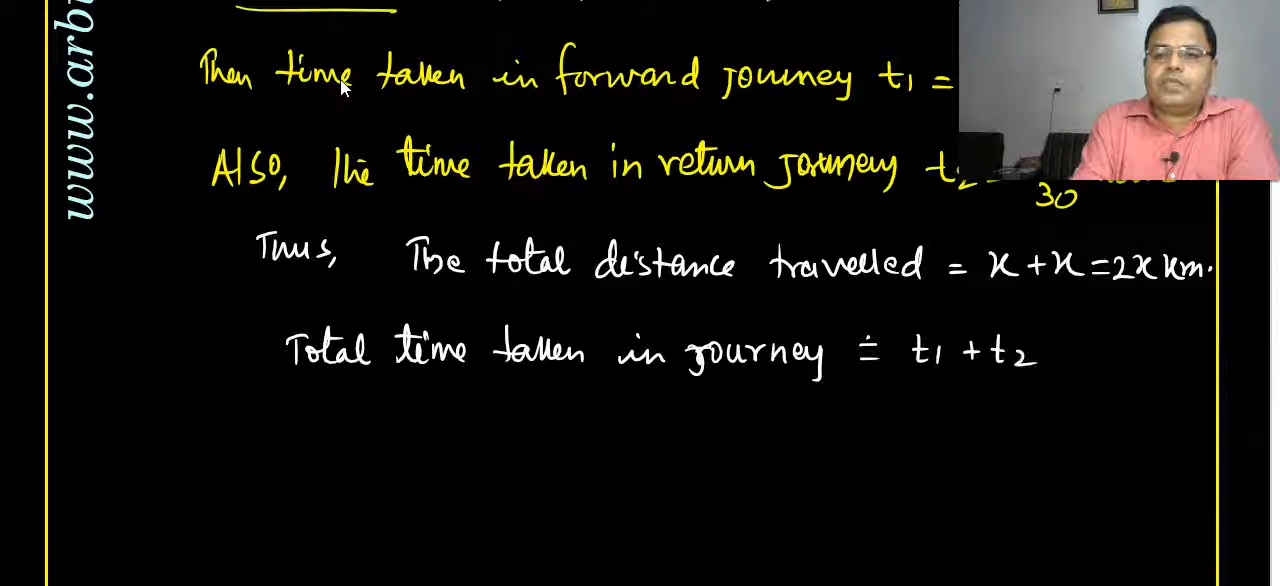 www.arb
Then time taken in forward journey t1 =
Also, the time taken in return journey t2 =
30
Thus, The total distance travelled = x + x = 2x km.
Total time taken in journey = t1 + t2